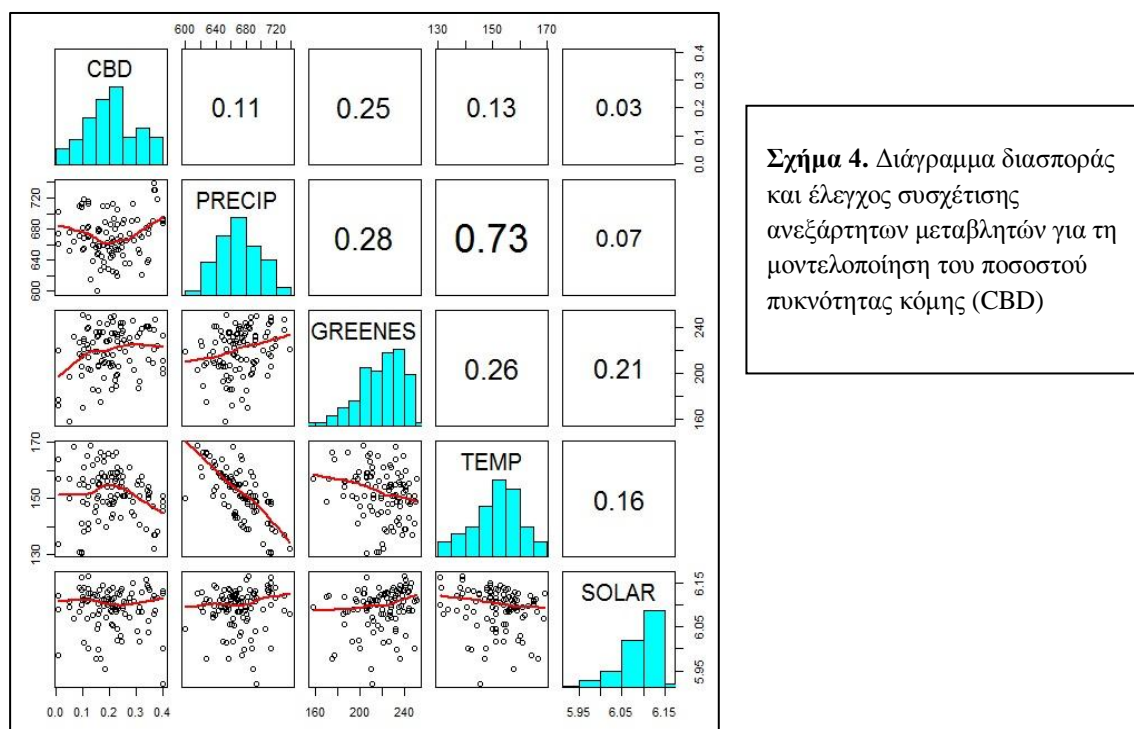 600 640 680 720
130 150 170
CBD
0.11
0.25
0.13
0.03
0.0 0.1 0.2 0.3 0.4
600 640 680 720
PRECIP
0.28
0.73
0.07
GREENES
0.26
0.21
160 200 240
130 150 170
TEMP
0.16
SOLAR
5.95 6.05 6.15
0.0 0.1 0.2 0.3 0.4
160 200 240
5.95 6.05 6.15
Σχήμα 4. Διάγραμμα διασποράς
και έλεγχος συσχέτισης
ανεξάρτητων μεταβλητών για τη
μοντελοποίηση του ποσοστού
πυκνότητας κόμης (CBD)